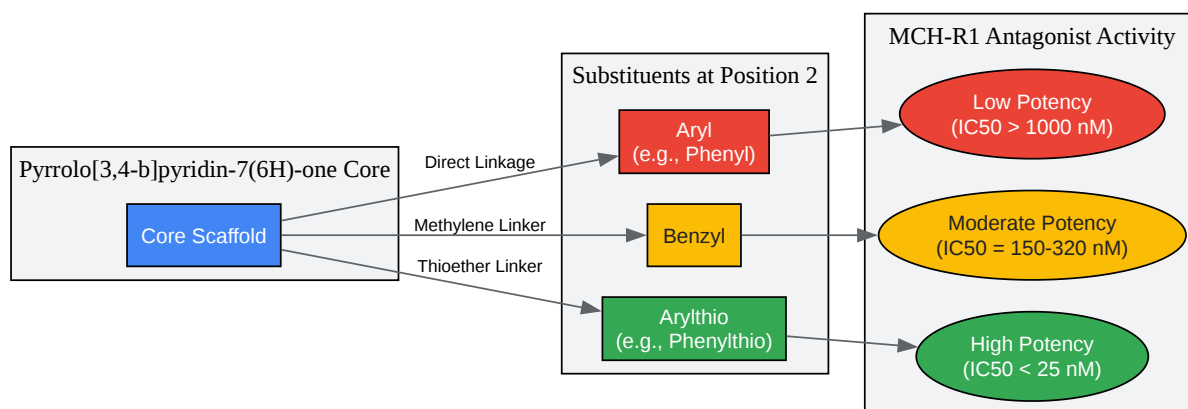 MCH-R1 Antagonist Activity
Substituents at Position 2
Pyrrolo[3,4-b]pyridin-7(6H)-one Core
Core Scaffold
Direct Linkage
Methylene Linker
Thioether Linker
Aryl
(e.g., Phenyl)
Benzyl
Arylthio
(e.g., Phenylthio)
Low Potency
(IC50 > 1000 nM)
Moderate Potency
(IC50 = 150-320 nM)
High Potency
(IC50 < 25 nM)